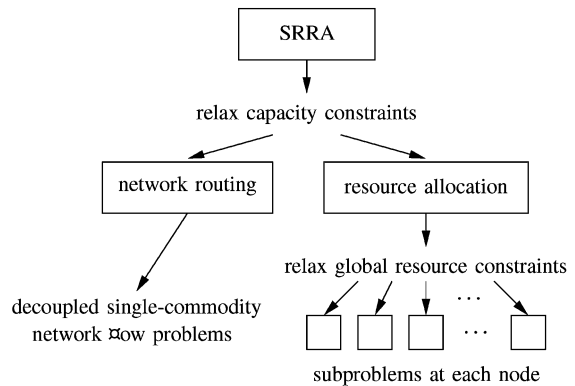 SRRA
relax capacity constraints
network routing
resource allocation
relax global resource constraints
decoupled single-commodity
network ¤ow problems
...
...
subproblems at each node